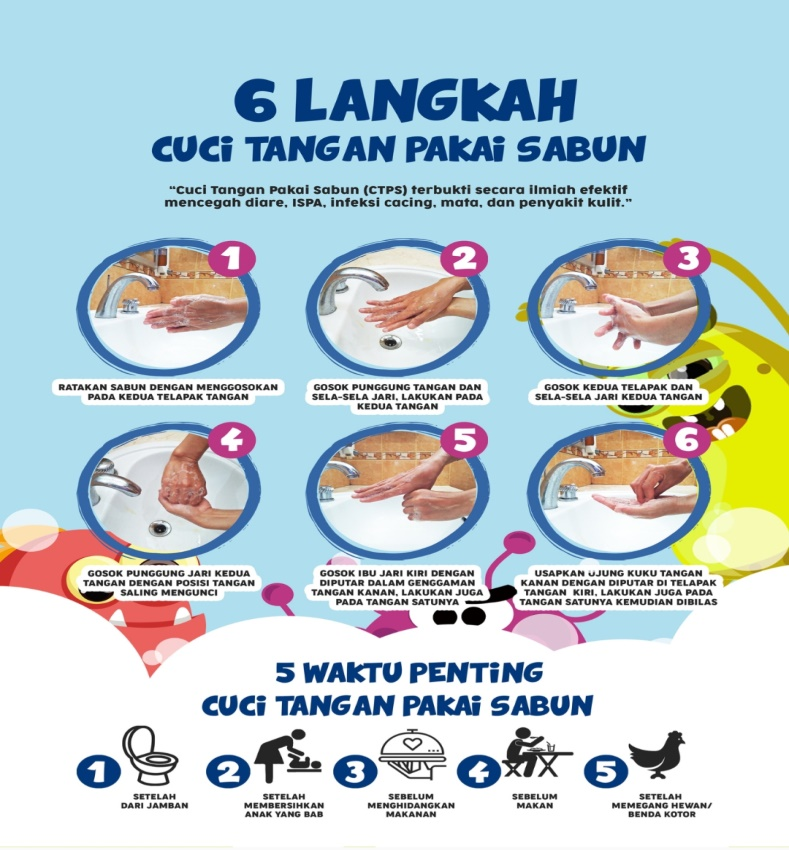 6 LANGKAH
CUCi TANGAN PAKAi SABUN
“Cuci Tangan Pakai Sabun (CTPS) terbukti secara ilmiah efektif
mencegah diare, ISPA, infeksi cacing, mata, dan penyakit kulit.”
1
RATAKAN SABUN DENGAN MENGGOSOKAN
PADA KEDUA TELAPAK TANGAN
2
GOSOK PUNGGUNG TANGAN DAN
SELA-SELA JARI, LAKUKAN PADA
KEDUA TANGAN
3
GOSOK KEDUA TELAPAK DAN
SELA-SELA JARI KEDUA TANGAN
4
GOSOK PUNGGUNG JARI KEDUA
TANGAN DENGAN POSISI TANGAN
SALING MENGUNCI
5
GOSOK IBU JARI KIRI DENGAN
DIPUTAR DALAM GENGGAMAN
TANGAN KANAN, LAKUKAN JUGA
PADA TANGAN SATUNYA
6
USAPKAN UJUNG KUKU TANGAN
KANAN DENGAN DIPUTAR DI TELAPAK
TANGAN KIRI, LAKUKAN JUGA PADA
TANGAN SATUNYA KEMUDIAN DIBILAS
5 WAKTU PENTiNG
CUCi TANGAN PAKAi SABUN
1
SETELAH
DARI JAMBAN
2
SETELAH
MEMBERSIHKAN
ANAK YANG BAB
3
SEBELUM
MENGHIDANGKAN
MAKANAN
4
SEBELUM
MAKAN
5
SETELAH
MEMEGANG HEWAN/
BENDA KOTOR